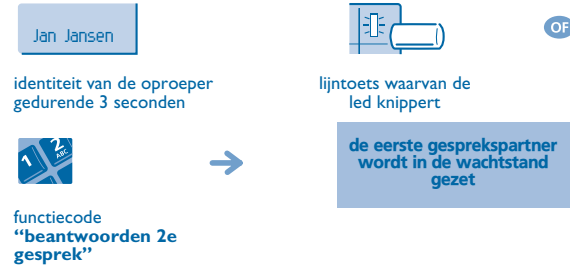 Jan Jansen
OF
identiteit van de oproeper
gedurende 3 seconden
lijntoets waarvan de
led knippert
1
2
ABC
de eerste gesprekspartner
wordt in de wachtstand
gezet
functiecode
“beantwoorden 2e
gesprek”